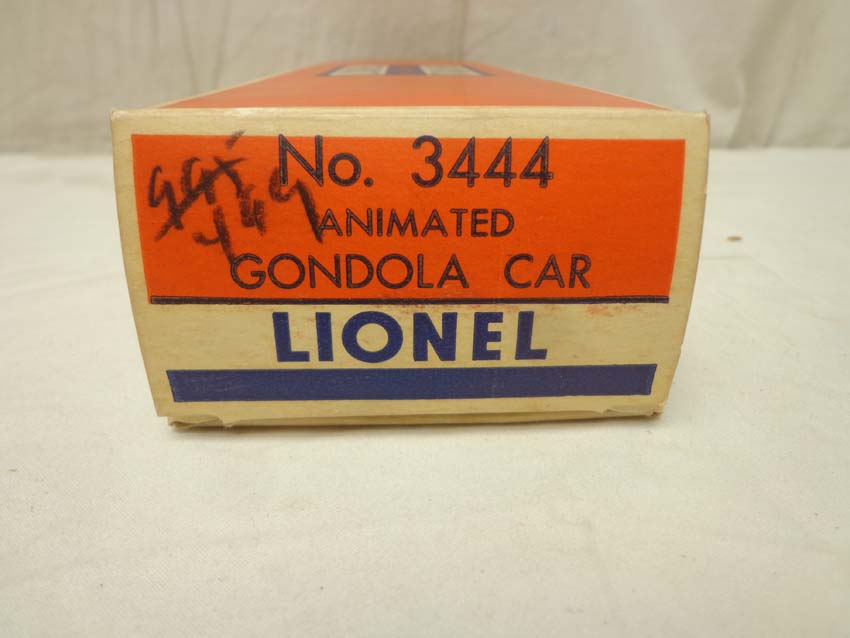 No. 3444
ANIMATED
GONDOLA CAR
LIONEL